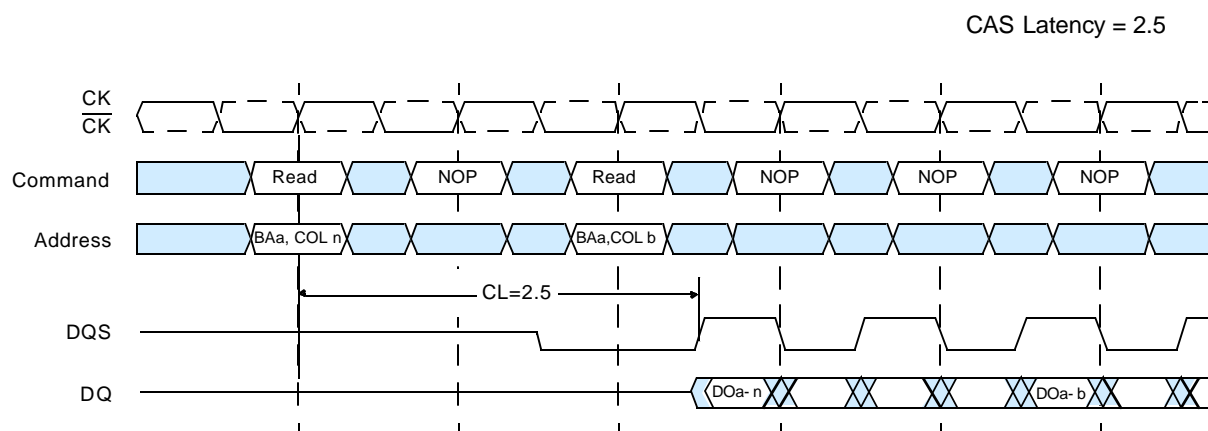 CAS Latency = 2.5
CK
CK
Command
Read
NOP
Read
NOP
NOP
NOP
Address
BAa, COL n
BAa,COL b
CL=2.5
DQS
DQ
DOa- n
DOa- b